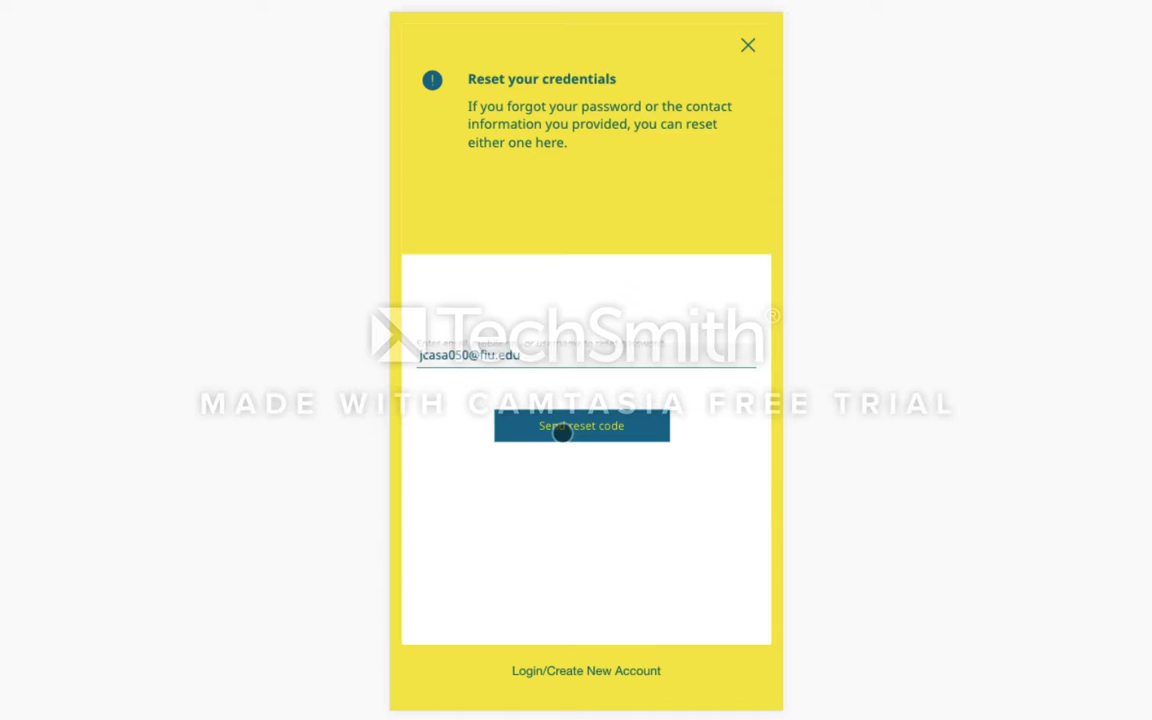 Reset your credentials
If you forgot your password or the contact
information you provided, you can reset
either one here.
TechSmith®
jcasa050@fiu.edu
MADE WITH CAMTASIA FREE TRIAL
Send reset code
Login/Create New Account